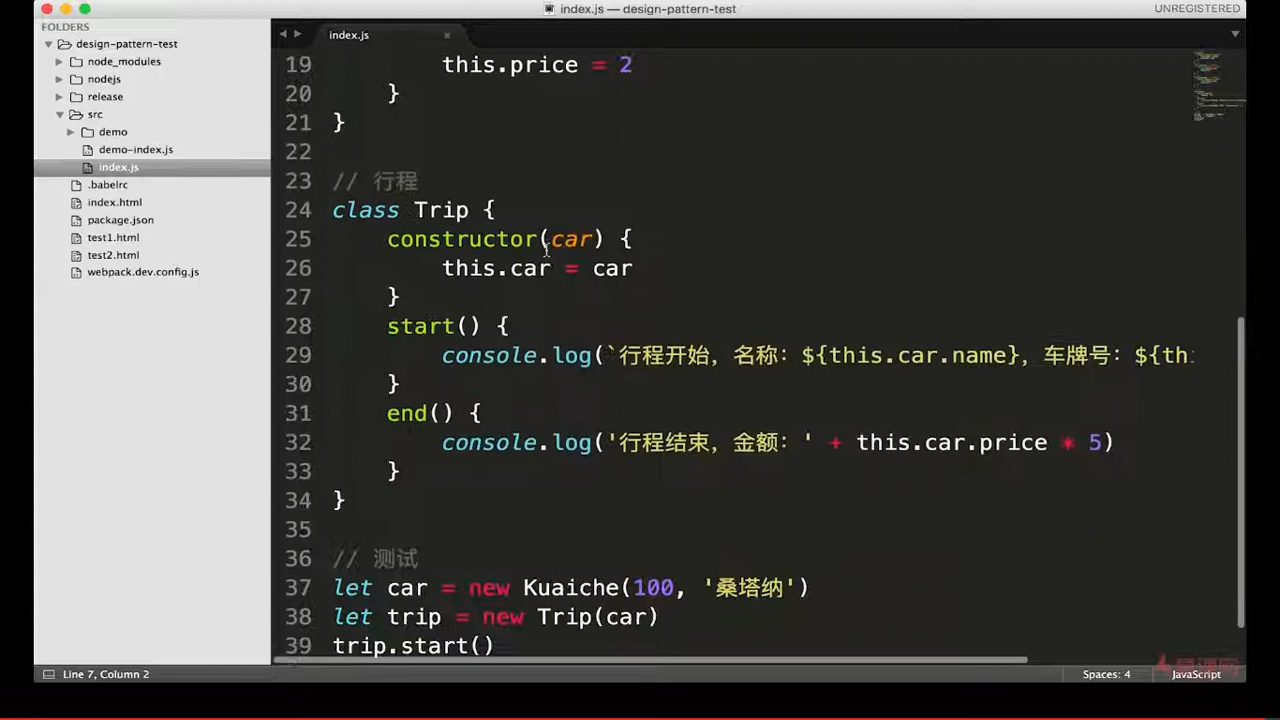 index.js — design-pattern-test
UNREGISTERED
FOLDERS
design-pattern-test
node_modules
nodejs
release
src
demo
demo-index.js
index.js
.babelrc
index.html
package.json
test1.html
test2.html
webpack.dev.config.js
index.js
19 this.price = 2
20 }
21 }
22
23 // 行程
24 class Trip {
25 constructor(car) {
26 this.car = car
27 }
28 start() {
29 console.log(`行程开始，名称：${this.car.name}，车牌号：${th
30 }
31 end() {
32 console.log('行程结束，金额：' + this.car.price * 5)
33 }
34 }
35
36 // 测试
37 let car = new Kuaiche(100, '桑塔纳')
38 let trip = new Trip(car)
39 trip.start()
Line 7, Column 2
Spaces: 4
JavaScript